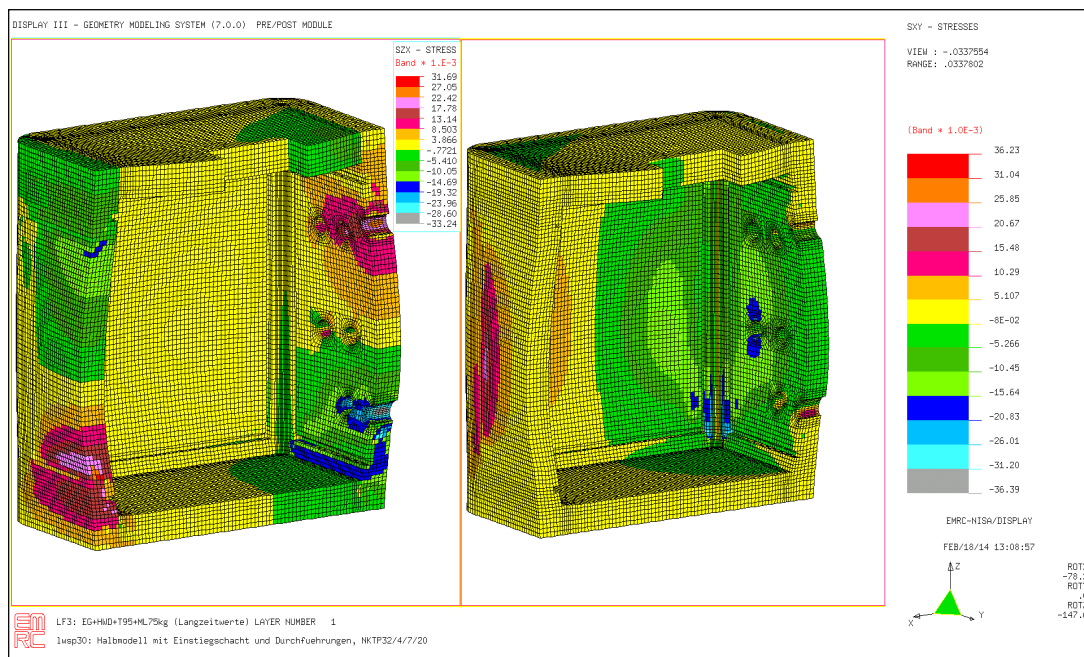 DISPLAY III - GEOMETRY MODELING SYSTEM (7.0.0) PRE/POST MODULE
SZX - STRESS
Band * 1.E-3
31.69
27.05
22.42
17.78
13.14
8.503
3.866
-.7721
-5.410
-10.05
-14.69
-19.32
-23.96
-28.60
-33.24
SXY - STRESSES
VIEW : -.0337554
RANGE: .0337802
(Band * 1.0E-3)
36.23
31.04
25.85
20.67
15.48
10.29
5.107
-8E-02
-5.266
-10.45
-15.64
-20.83
-26.01
-31.20
-36.39
EMRC-NISA/DISPLAY
FEB/18/14 13:08:57
Z
Y
X
EMRC
LF3: EG+HWD+T95+ML75kg (Langzeitwerte) LAYER NUMBER 1
lwsp30: Halbmodell mit Einstiegschacht und Durchfuehrungen, NKTP32/4/7/20